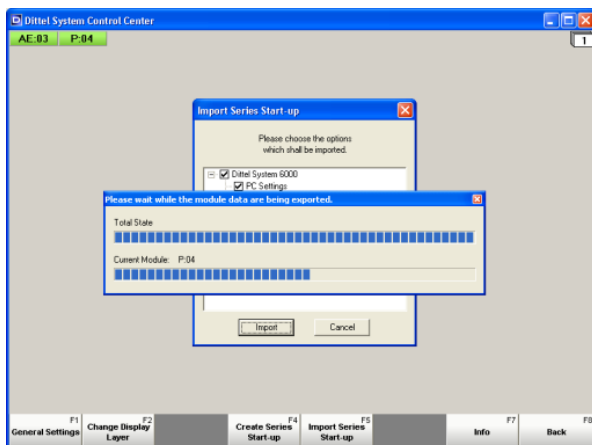 Dittel System Control Center
AE:03 P:04
1
Import Series Start-up
Please choose the options
which shall be imported.
Dittel System 6000
PC Settings
Please wait while the module data are being exported.
Total State
Current Module: P:04
Import Cancel
F1 F2 F4 F5 F7 F8
General Settings Change Display Layer Create Series Start-up Import Series Start-up Info Back